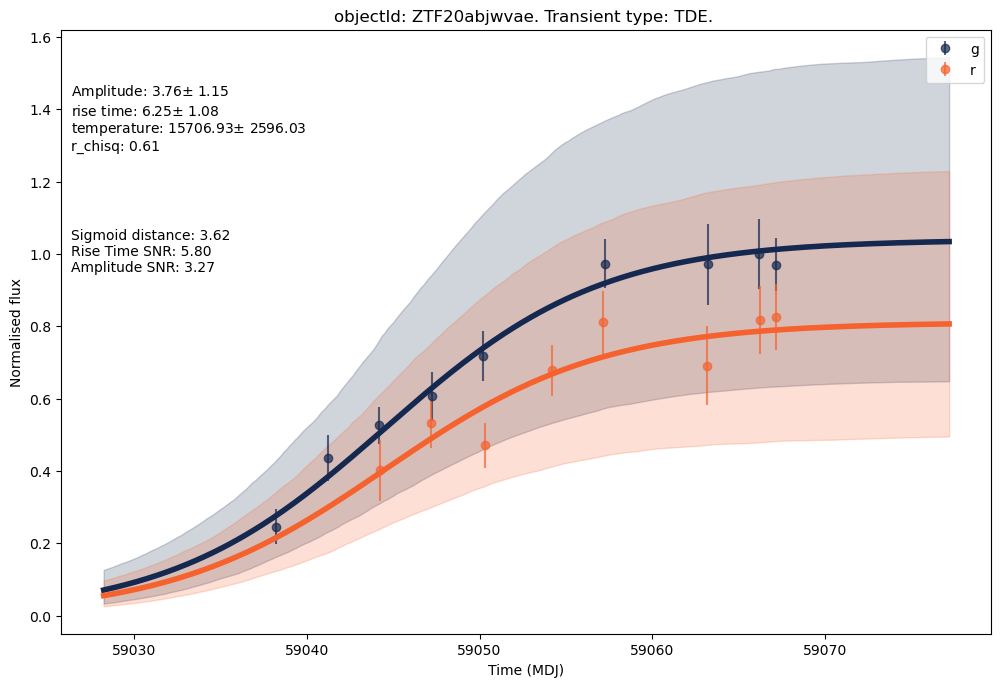 objectId: ZTF20abjwvae. Transient type: TDE.
1.6
1.4
1.2
1.0
0.8
0.6
0.4
0.2
0.0
Normalised flux
g
r
Amplitude: 3.76± 1.15
rise time: 6.25± 1.08
temperature: 15706.93± 2596.03
r_chisq: 0.61
Sigmoid distance: 3.62
Rise Time SNR: 5.80
Amplitude SNR: 3.27
59030 59040 59050 59060 59070
Time (MDJ)